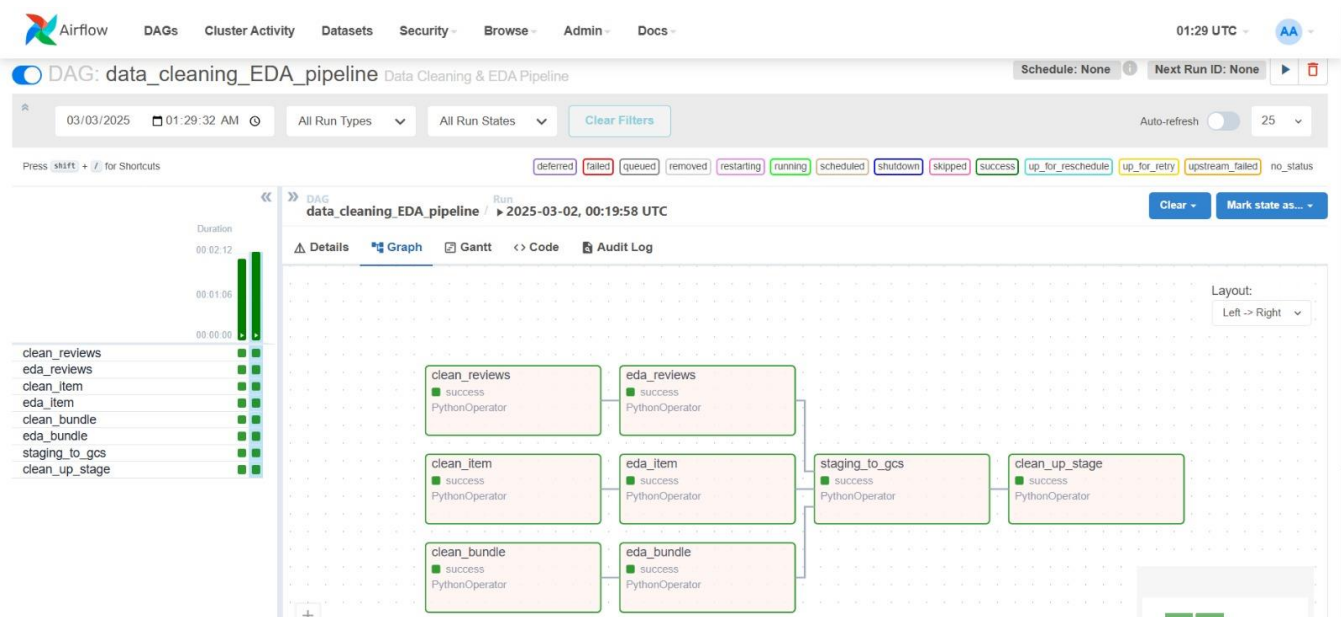 Airflow DAGs Cluster Activity Datasets Security Browse Admin Docs 01:29 UTC AA
DAG: data_cleaning_EDA_pipeline Data Cleaning & EDA Pipeline Schedule: None Next Run ID: None
03/03/2025 01:29:32 AM All Run Types All Run States Clear Filters Auto-refresh 25
Press shift + / for Shortcuts deferred failed queued removed restarting running scheduled shutdown skipped success up_for_reschedule up_for_retry upstream_failed no_status
DAG Run
data_cleaning_EDA_pipeline / 2025-03-02, 00:19:58 UTC Clear Mark state as...
Duration
00:02:12
00:01:06
00:00:00
clean_reviews
eda_reviews
clean_item
eda_item
clean_bundle
eda_bundle
staging_to_gcs
clean_up_stage
Details Graph Gantt <> Code Audit Log
Layout:
Left -> Right
clean_reviews eda_reviews
success success
PythonOperator PythonOperator
clean_item eda_item staging_to_gcs clean_up_stage
success success success success
PythonOperator PythonOperator PythonOperator PythonOperator
clean_bundle eda_bundle
success success
PythonOperator PythonOperator
+